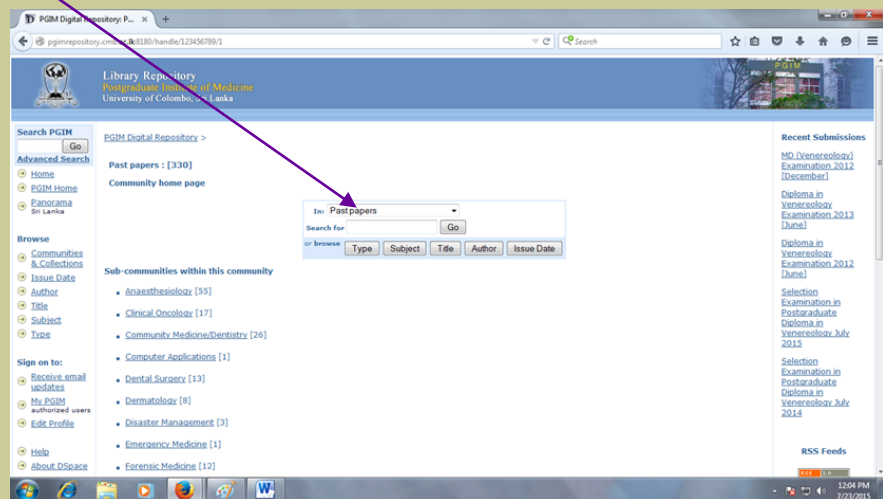 PGIM Digital Repository: P...
pgimrepository.cmb.ac.lk:8180/handle/123456789/1
Search
Library Repository
Postgraduate Institute of Medicine
University of Colombo, Sri Lanka
PGIM
Search PGIM
Go
Advanced Search
Home
PGIM Home
Panorama
Sri Lanka
Browse
Communities
& Collections
Issue Date
Author
Title
Subject
Type
Sign on to:
Receive email
updates
My PGIM
authorized users
Edit Profile
Help
About DSpace
PGIM Digital Repository >
Past papers : [330]
Community home page
In: Past papers
Search for
Go
or browse Type Subject Title Author Issue Date
Sub-communities within this community
Anaesthesiology [55]
Clinical Oncology [17]
Community Medicine/Dentistry [26]
Computer Applications [1]
Dental Surgery [13]
Dermatology [8]
Disaster Management [3]
Emergency Medicine [1]
Forensic Medicine [12]
Recent Submissions
MD (Venereology)
Examination 2012
[December]
Diploma in
Venereology
Examination 2013
[June]
Diploma in
Venereology
Examination 2012
[June]
Selection
Examination in
Postgraduate
Diploma in
Venereology July
2015
Selection
Examination in
Postgraduate
Diploma in
Venereology July
2014
RSS Feeds
12:04 PM
7/23/2015